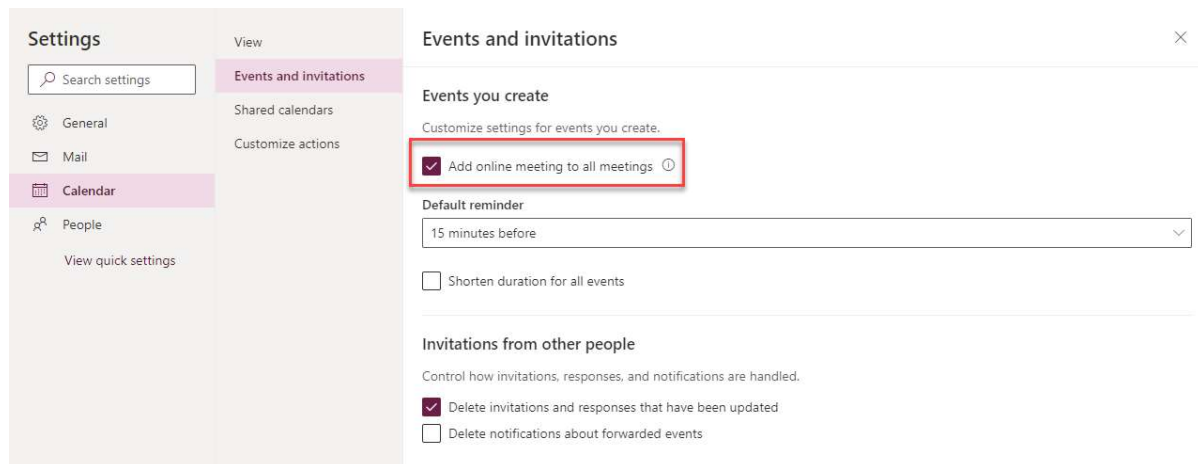 Settings
Search settings
General
Mail
Calendar
People
View quick settings
View
Events and invitations
Shared calendars
Customize actions
Events and invitations
Events you create
Customize settings for events you create.
Add online meeting to all meetings
Default reminder
15 minutes before
Shorten duration for all events
Invitations from other people
Control how invitations, responses, and notifications are handled.
Delete invitations and responses that have been updated
Delete notifications about forwarded events